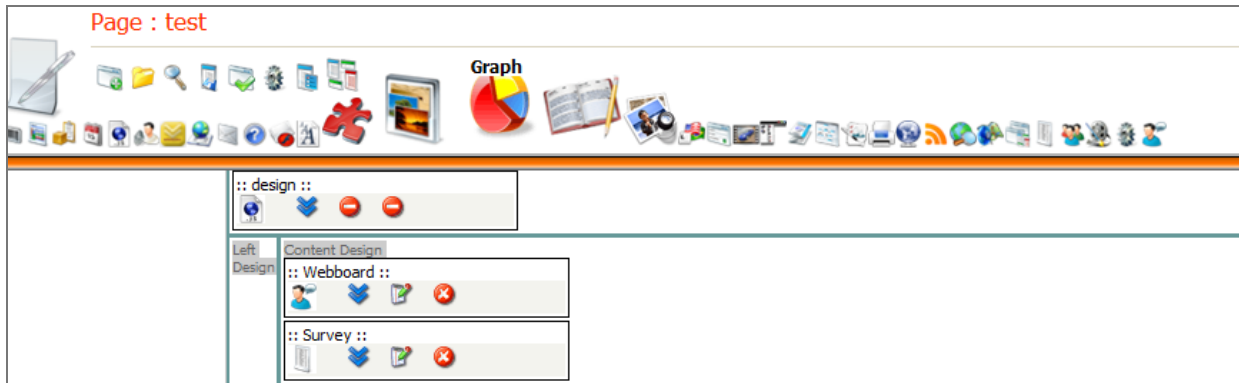 Page : test
Graph
:: design ::
Left
Design
Content Design
:: Webboard ::
:: Survey ::